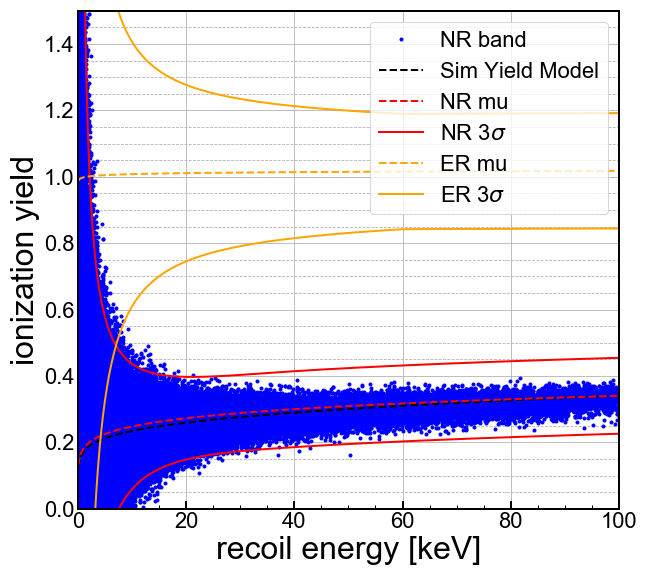 ionization yield
1.4
1.2
1.0
0.8
0.6
0.4
0.2
0.0
NR band
Sim Yield Model
NR mu
NR 3σ
ER mu
ER 3σ
0 20 40 60 80 100
recoil energy [keV]